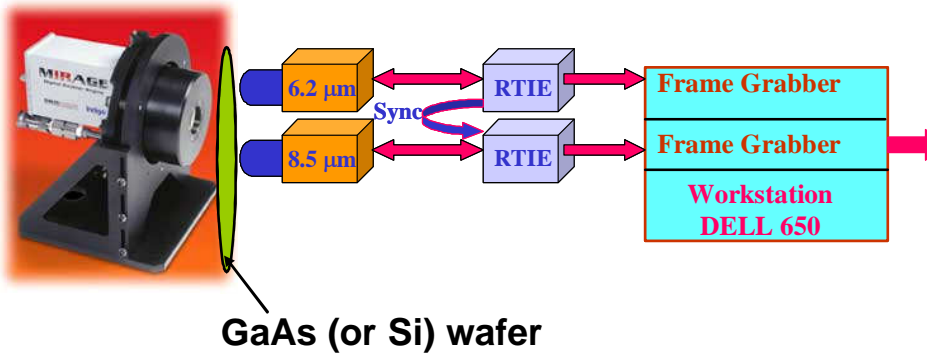 MIRAGE
6.2 μm
RTIE
Frame Grabber
Sync
8.5 μm
RTIE
Frame Grabber
Workstation
DELL 650
GaAs (or Si) wafer